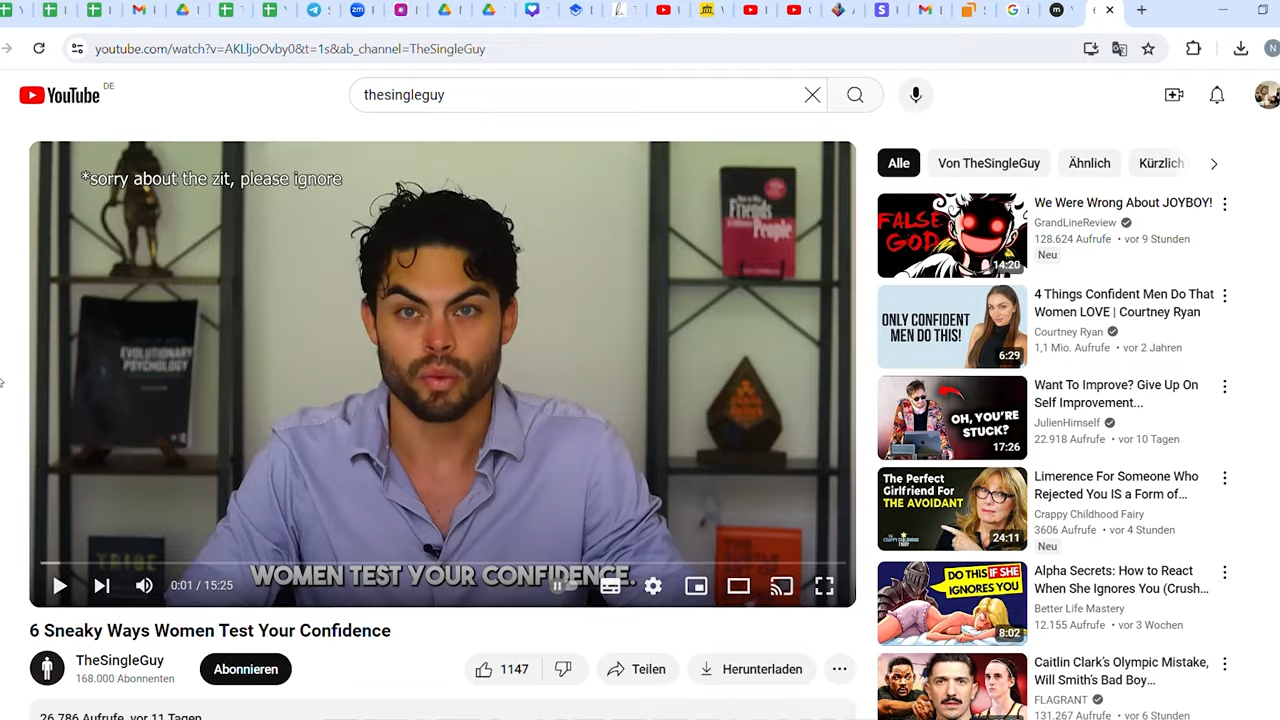 youtube.com/watch?v=AKLljoOvby0&t=1s&ab_channel=TheSingleGuy
YouTube DE
thesingleguy
*sorry about the zit, please ignore
EVOLUTIONARY
PSYCHOLOGY
Friends
People
TRIBE
WOMEN TEST YOUR CONFIDENCE.
0:01 / 15:25
6 Sneaky Ways Women Test Your Confidence
TheSingleGuy
168.000 Abonnenten
Abonnieren
1147
Teilen
Herunterladen
26.786 Aufrufe vor 11 Tagen
Alle
Von TheSingleGuy
Ähnlich
Kürzlich
FALSE
GOD
14:20
We Were Wrong About JOYBOY!
GrandLineReview
128.624 Aufrufe • vor 9 Stunden
Neu
ONLY CONFIDENT
MEN DO THIS!
6:29
4 Things Confident Men Do That
Women LOVE | Courtney Ryan
Courtney Ryan
1,1 Mio. Aufrufe • vor 2 Jahren
OH, YOU'RE
STUCK?
17:26
Want To Improve? Give Up On
Self Improvement...
JulienHimself
22.918 Aufrufe • vor 10 Tagen
The Perfect
Girlfriend For
THE AVOIDANT
24:11
Limerence For Someone Who
Rejected You IS a Form of...
Crappy Childhood Fairy
3606 Aufrufe • vor 4 Stunden
Neu
DO THIS IF SHE
IGNORES YOU
8:02
Alpha Secrets: How to React
When She Ignores You (Crush...
Better Life Mastery
12.155 Aufrufe • vor 3 Wochen
Caitlin Clark's Olympic Mistake,
Will Smith's Bad Boy...
FLAGRANT
131.267 Aufrufe • vor 6 Stunden